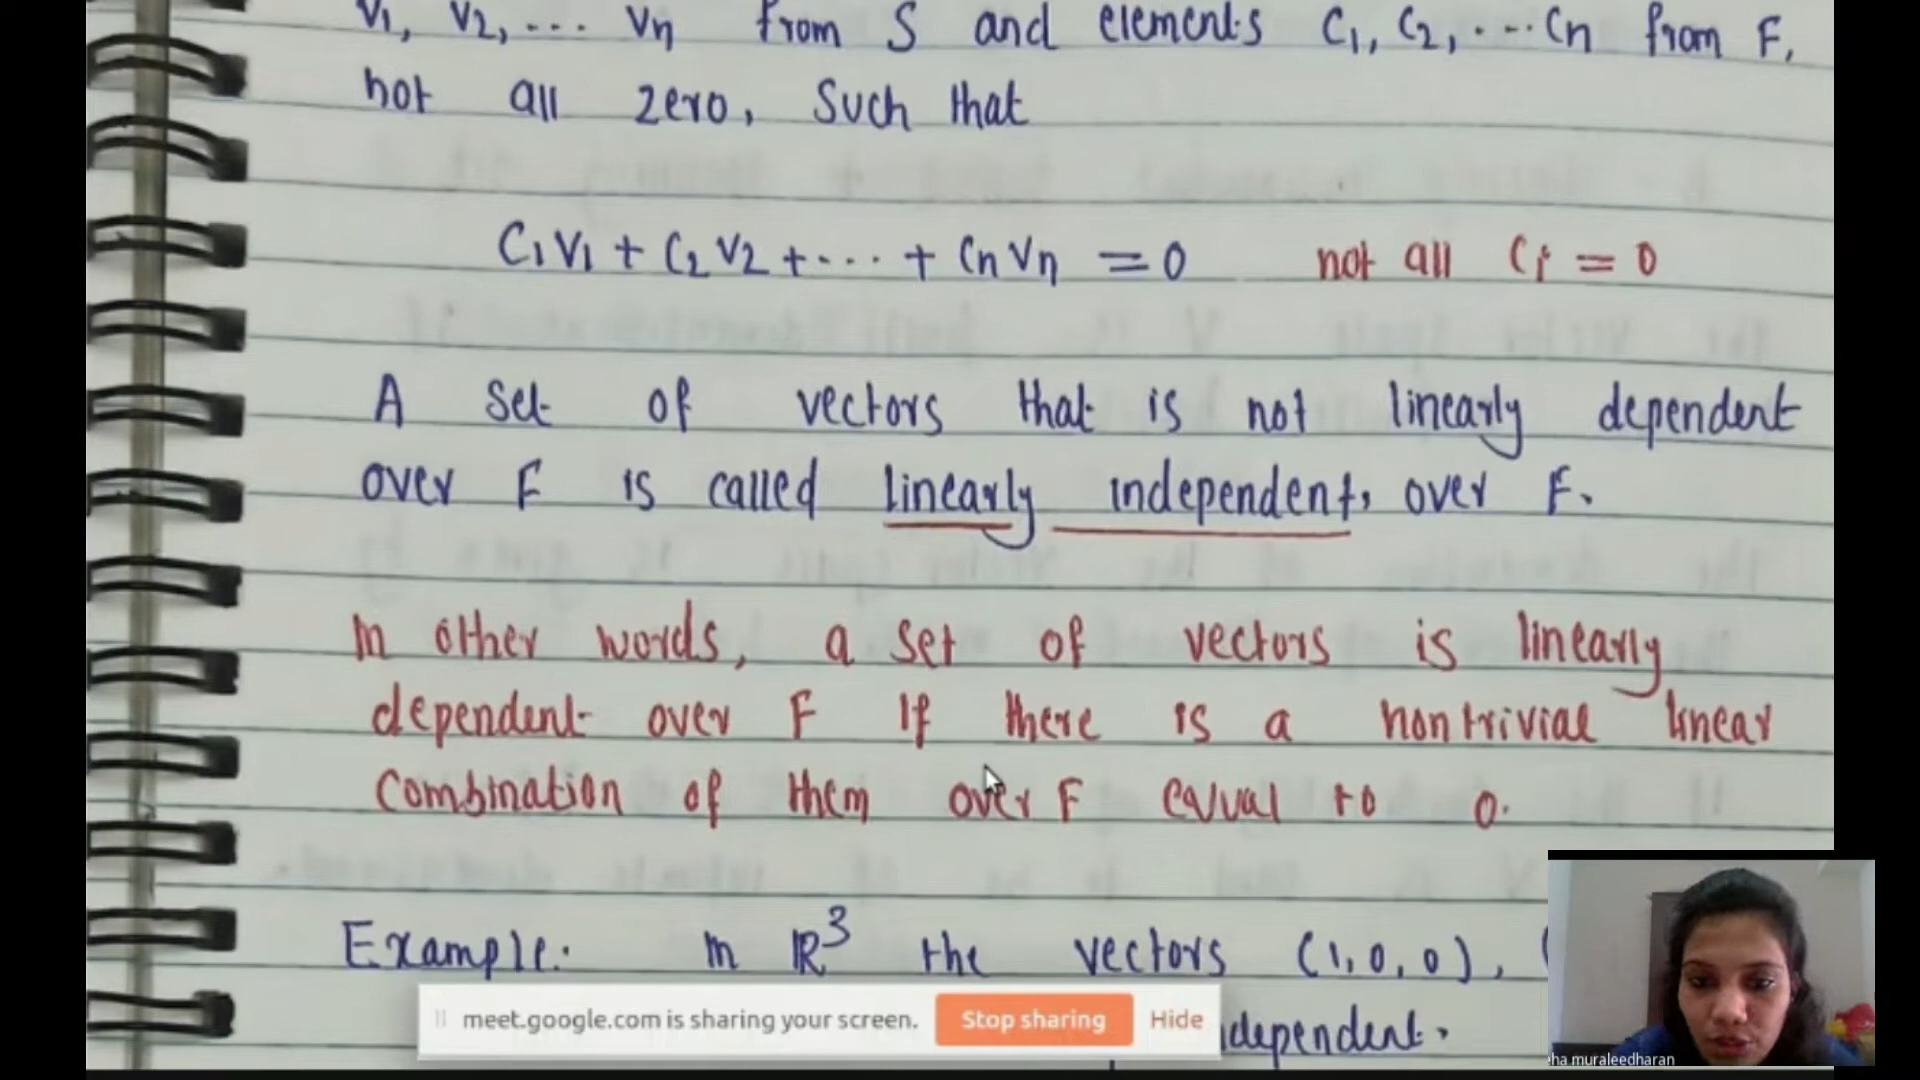 v1, v2, ... vn from S and elements C1, C2, ... Cn from F,
not all zero, Such that
C1V1 + C2V2 + ... + CnVn = 0 not all Ci = 0
A set of vectors that is not linearly dependent
over F is called linearly independent, over F.
In other words, a set of vectors is linearly
dependent over F If there is a nontrivial linear
Combination of them over F equal to 0.
Example: In ℝ³ the vectors (1,0,0), (
meet.google.com is sharing your screen. Stop sharing Hide
dependent.
muraleedharan